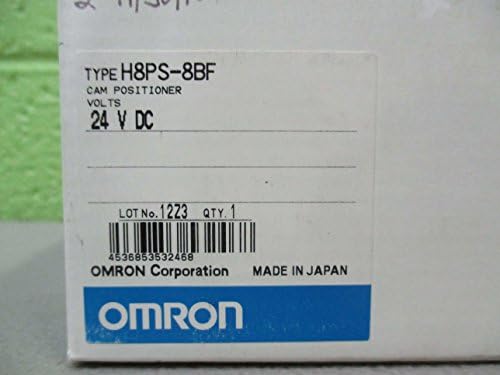 TYPE H8PS-8BF
CAM POSITIONER
VOLTS
24 V DC
LOT No. 12Z3 QTY. 1
4536853532468
OMRON Corporation MADE IN JAPAN
OMRON